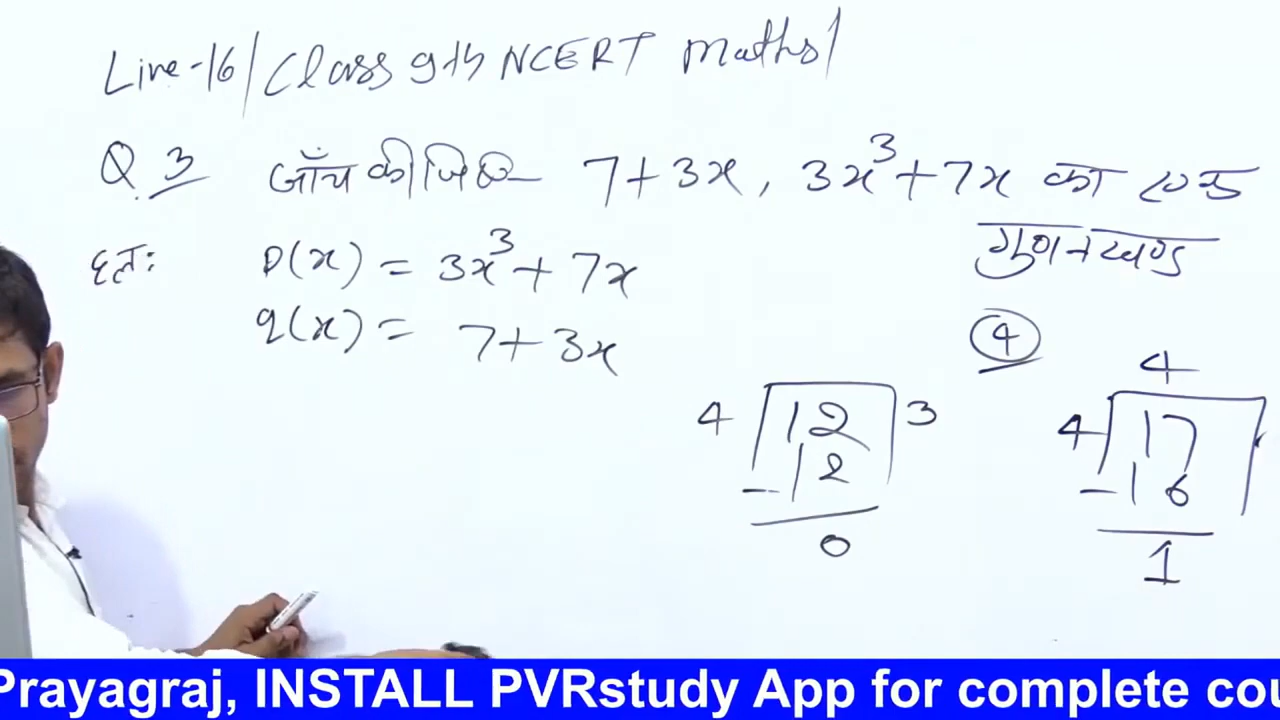 Live-16/Class 9th NCERT Maths/
Q.3 जाँच कीजिए 7+3x, 3x³+7x का एक
गुणनखण्ड
हल: p(x) = 3x³+7x
q(x) = 7+3x
4
4
4 12 3
4 17
-12
-16
0
1
Prayagraj, INSTALL PVRstudy App for complete cou